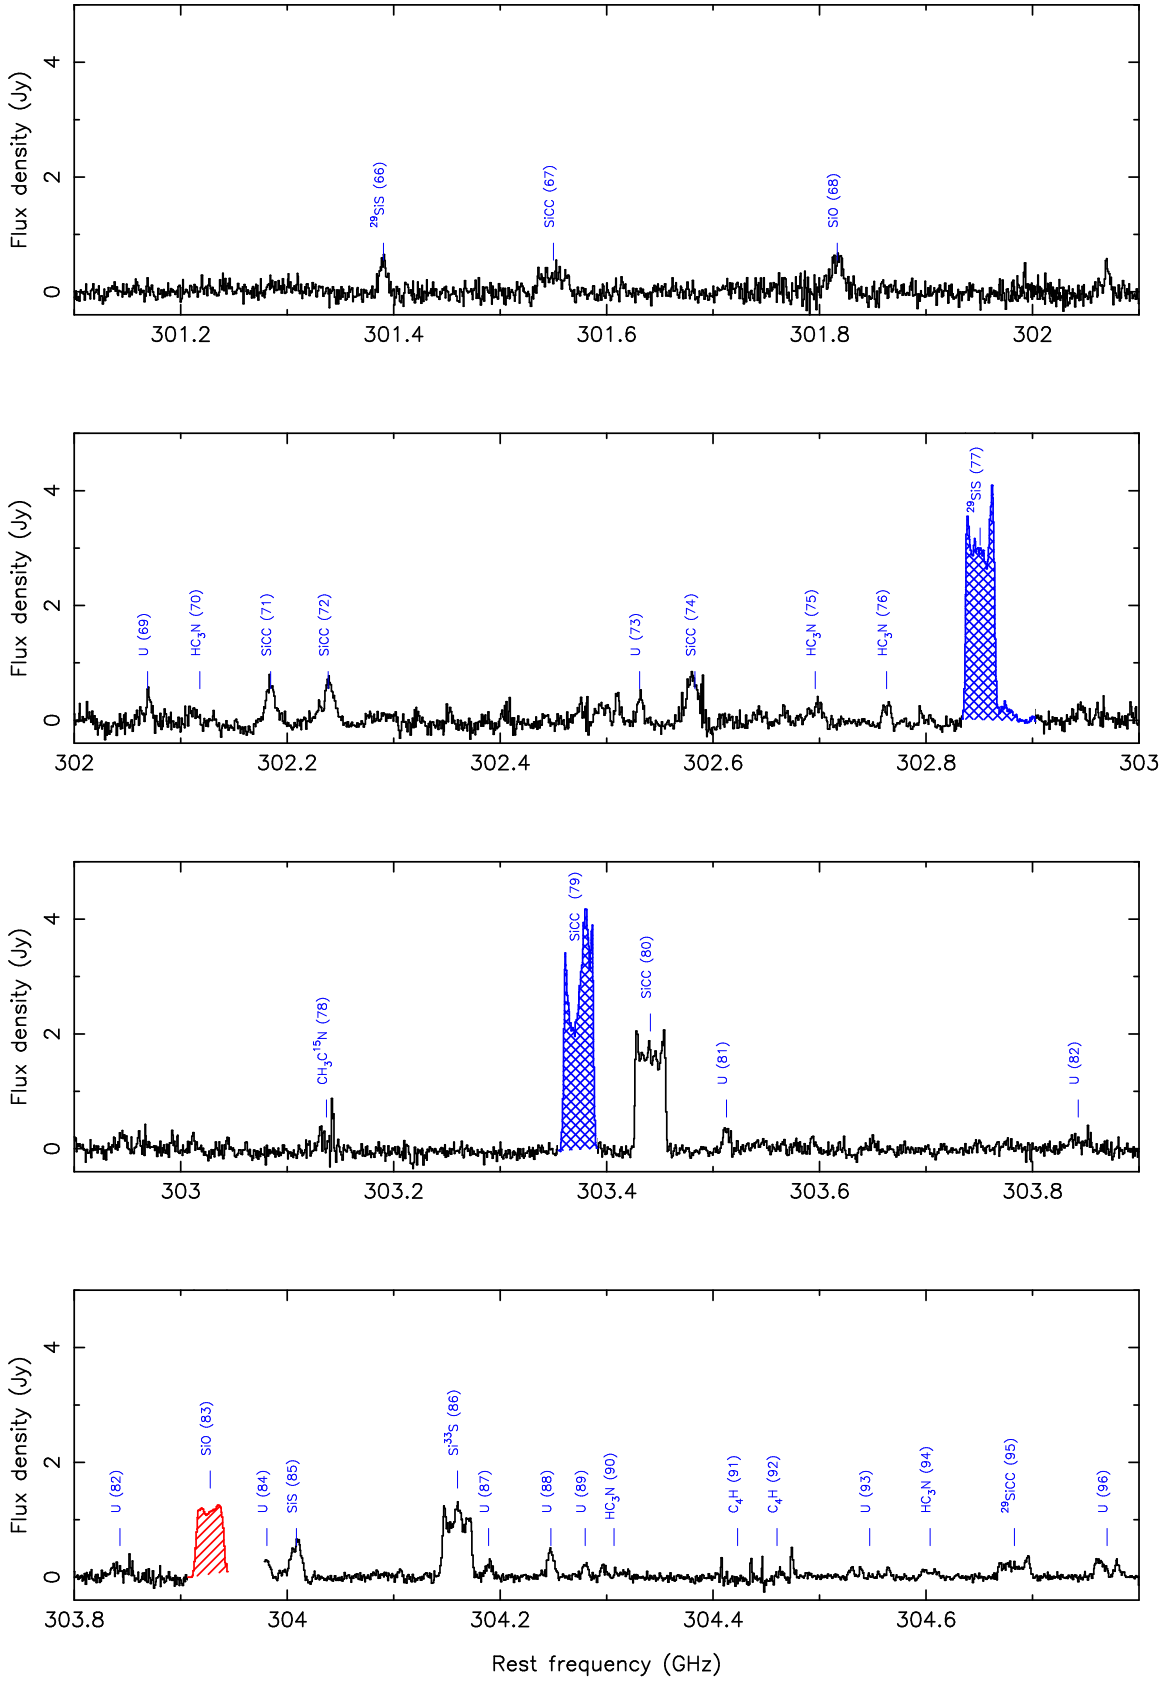 Flux density (Jy)
4
2
0
²⁹SiS (66)
SiCC (67)
SiO (68)
301.2 301.4 301.6 301.8 302
Flux density (Jy)
4
2
0
U (69)
HC₃N (70)
SiCC (71)
SiCC (72)
U (73)
SiCC (74)
HC₃N (75)
HC₃N (76)
²⁹SiS (77)
302 302.2 302.4 302.6 302.8 303
Flux density (Jy)
4
2
0
CH₃C¹⁵N (78)
SiCC (79)
SiCC (80)
U (81)
U (82)
303 303.2 303.4 303.6 303.8
Flux density (Jy)
4
2
0
U (82)
SiO (83)
U (84)
SiS (85)
Si³³S (86)
U (87)
U (88)
U (89)
HC₃N (90)
C₄H (91)
C₄H (92)
U (93)
HC₃N (94)
²⁹SiCC (95)
U (96)
303.8 304 304.2 304.4 304.6
Rest frequency (GHz)